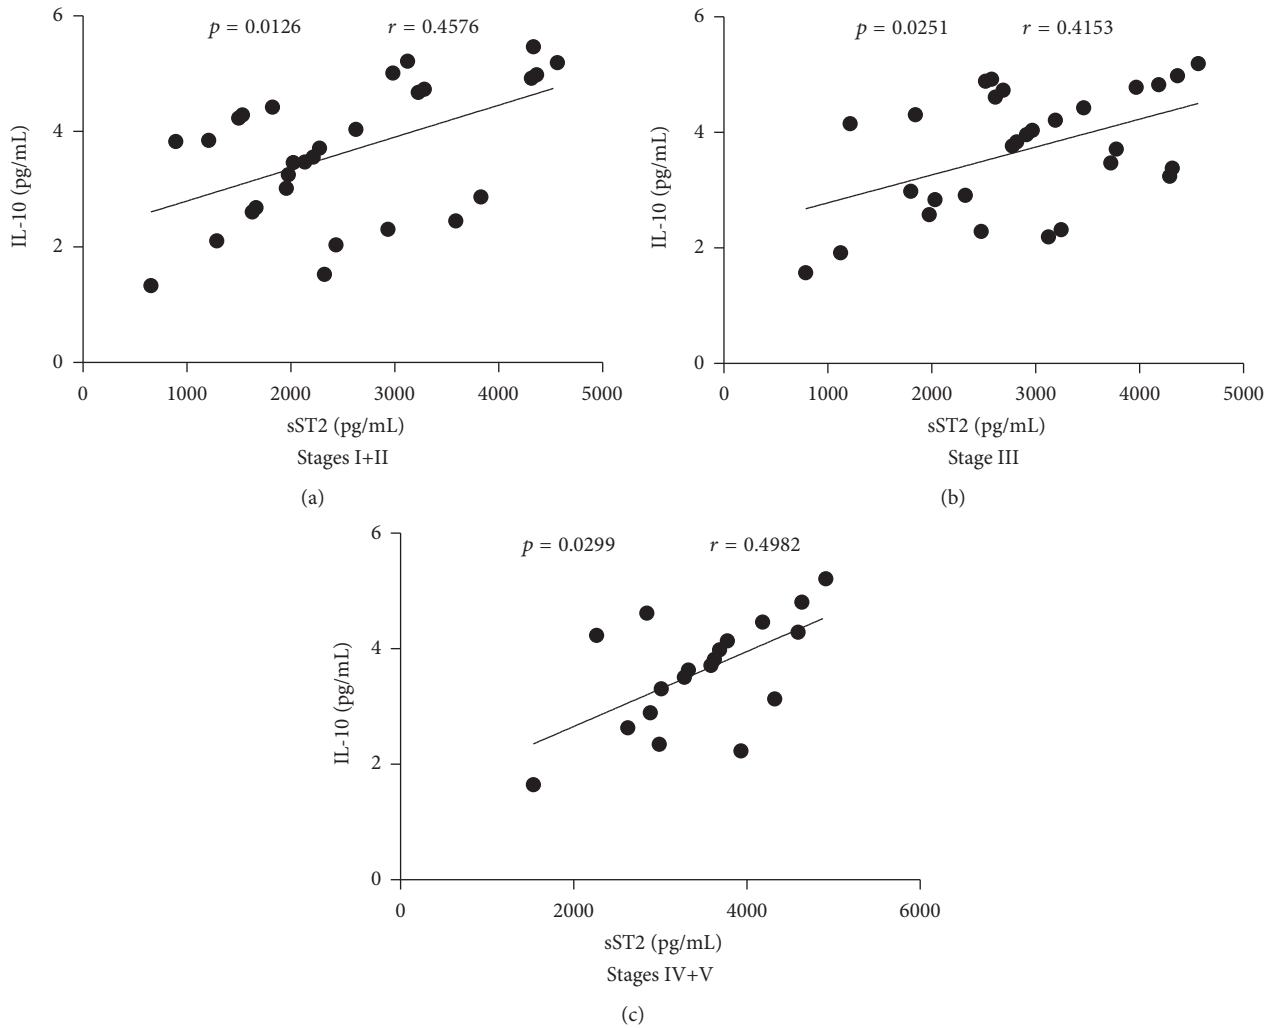 p = 0.0126 r = 0.4576
6
4
2
0
IL-10 (pg/mL)
0 1000 2000 3000 4000 5000
sST2 (pg/mL)
Stages I+II
(a)
p = 0.0251 r = 0.4153
6
4
2
0
IL-10 (pg/mL)
0 1000 2000 3000 4000 5000
sST2 (pg/mL)
Stage III
(b)
p = 0.0299 r = 0.4982
6
4
2
0
IL-10 (pg/mL)
0 2000 4000 6000
sST2 (pg/mL)
Stages IV+V
(c)